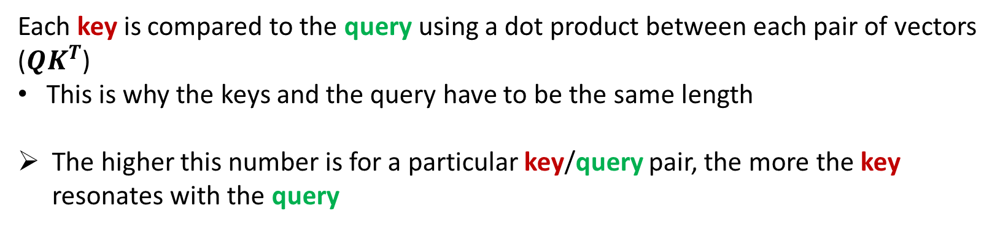 Each key is compared to the query using a dot product between each pair of vectors
(QKᵀ)
• This is why the keys and the query have to be the same length
➢ The higher this number is for a particular key/query pair, the more the key
resonates with the query